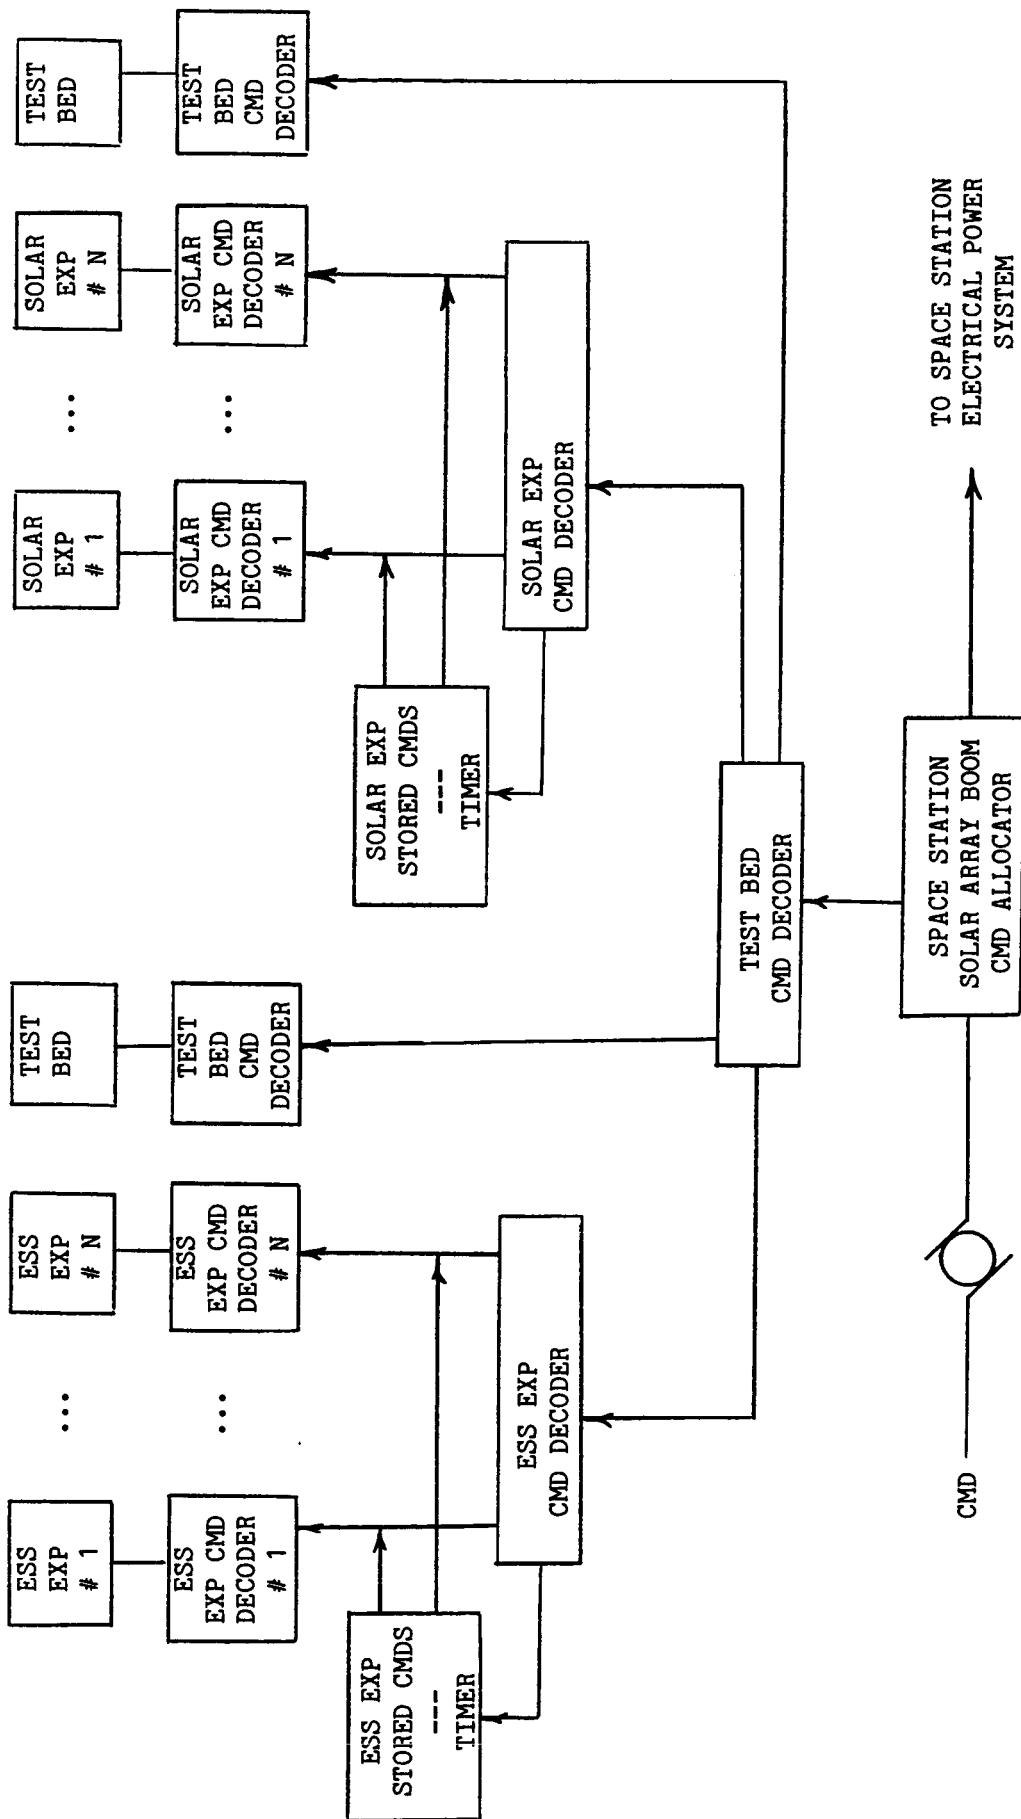 ESS
EXP
# 1
...
ESS
EXP
# N
TEST
BED
SOLAR
EXP
# 1
...
SOLAR
EXP
# N
TEST
BED
ESS
EXP CMD
DECODER
# 1
...
ESS
EXP CMD
DECODER
# N
TEST
BED
CMD
DECODER
SOLAR
EXP CMD
DECODER
# 1
...
SOLAR
EXP CMD
DECODER
# N
TEST
BED
CMD
DECODER
ESS EXP
STORED CMDS
---
TIMER
SOLAR EXP
STORED CMDS
---
TIMER
ESS EXP
CMD DECODER
SOLAR EXP
CMD DECODER
TEST BED
CMD DECODER
CMD
SPACE STATION
SOLAR ARRAY BOOM
CMD ALLOCATOR
TO SPACE STATION
ELECTRICAL POWER
SYSTEM